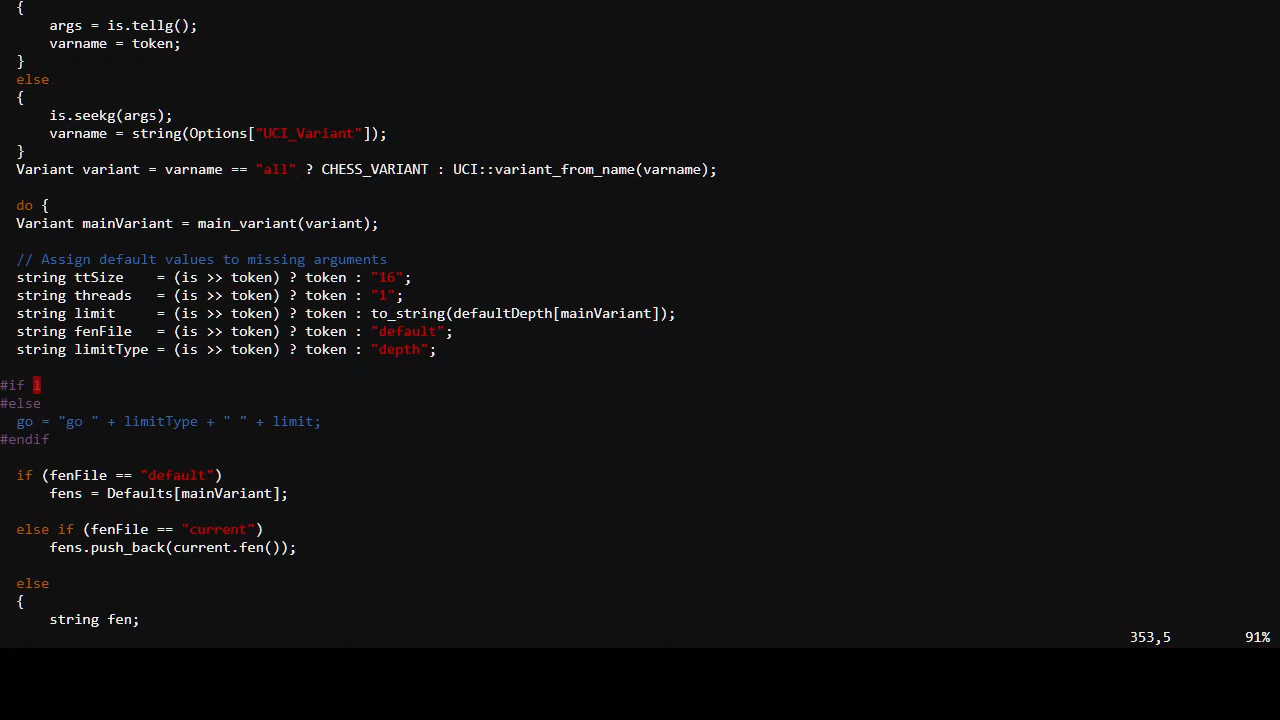 {
args = is.tellg();
varname = token;
}
else
{
is.seekg(args);
varname = string(Options["UCI_Variant"]);
}
Variant variant = varname == "all" ? CHESS_VARIANT : UCI::variant_from_name(varname);
do {
Variant mainVariant = main_variant(variant);
// Assign default values to missing arguments
string ttSize    = (is >> token) ? token : "16";
string threads   = (is >> token) ? token : "1";
string limit     = (is >> token) ? token : to_string(defaultDepth[mainVariant]);
string fenFile   = (is >> token) ? token : "default";
string limitType = (is >> token) ? token : "depth";
#if 1
#else
go = "go " + limitType + " " + limit;
#endif
if (fenFile == "default")
fens = Defaults[mainVariant];
else if (fenFile == "current")
fens.push_back(current.fen());
else
{
string fen;
353,5 91%